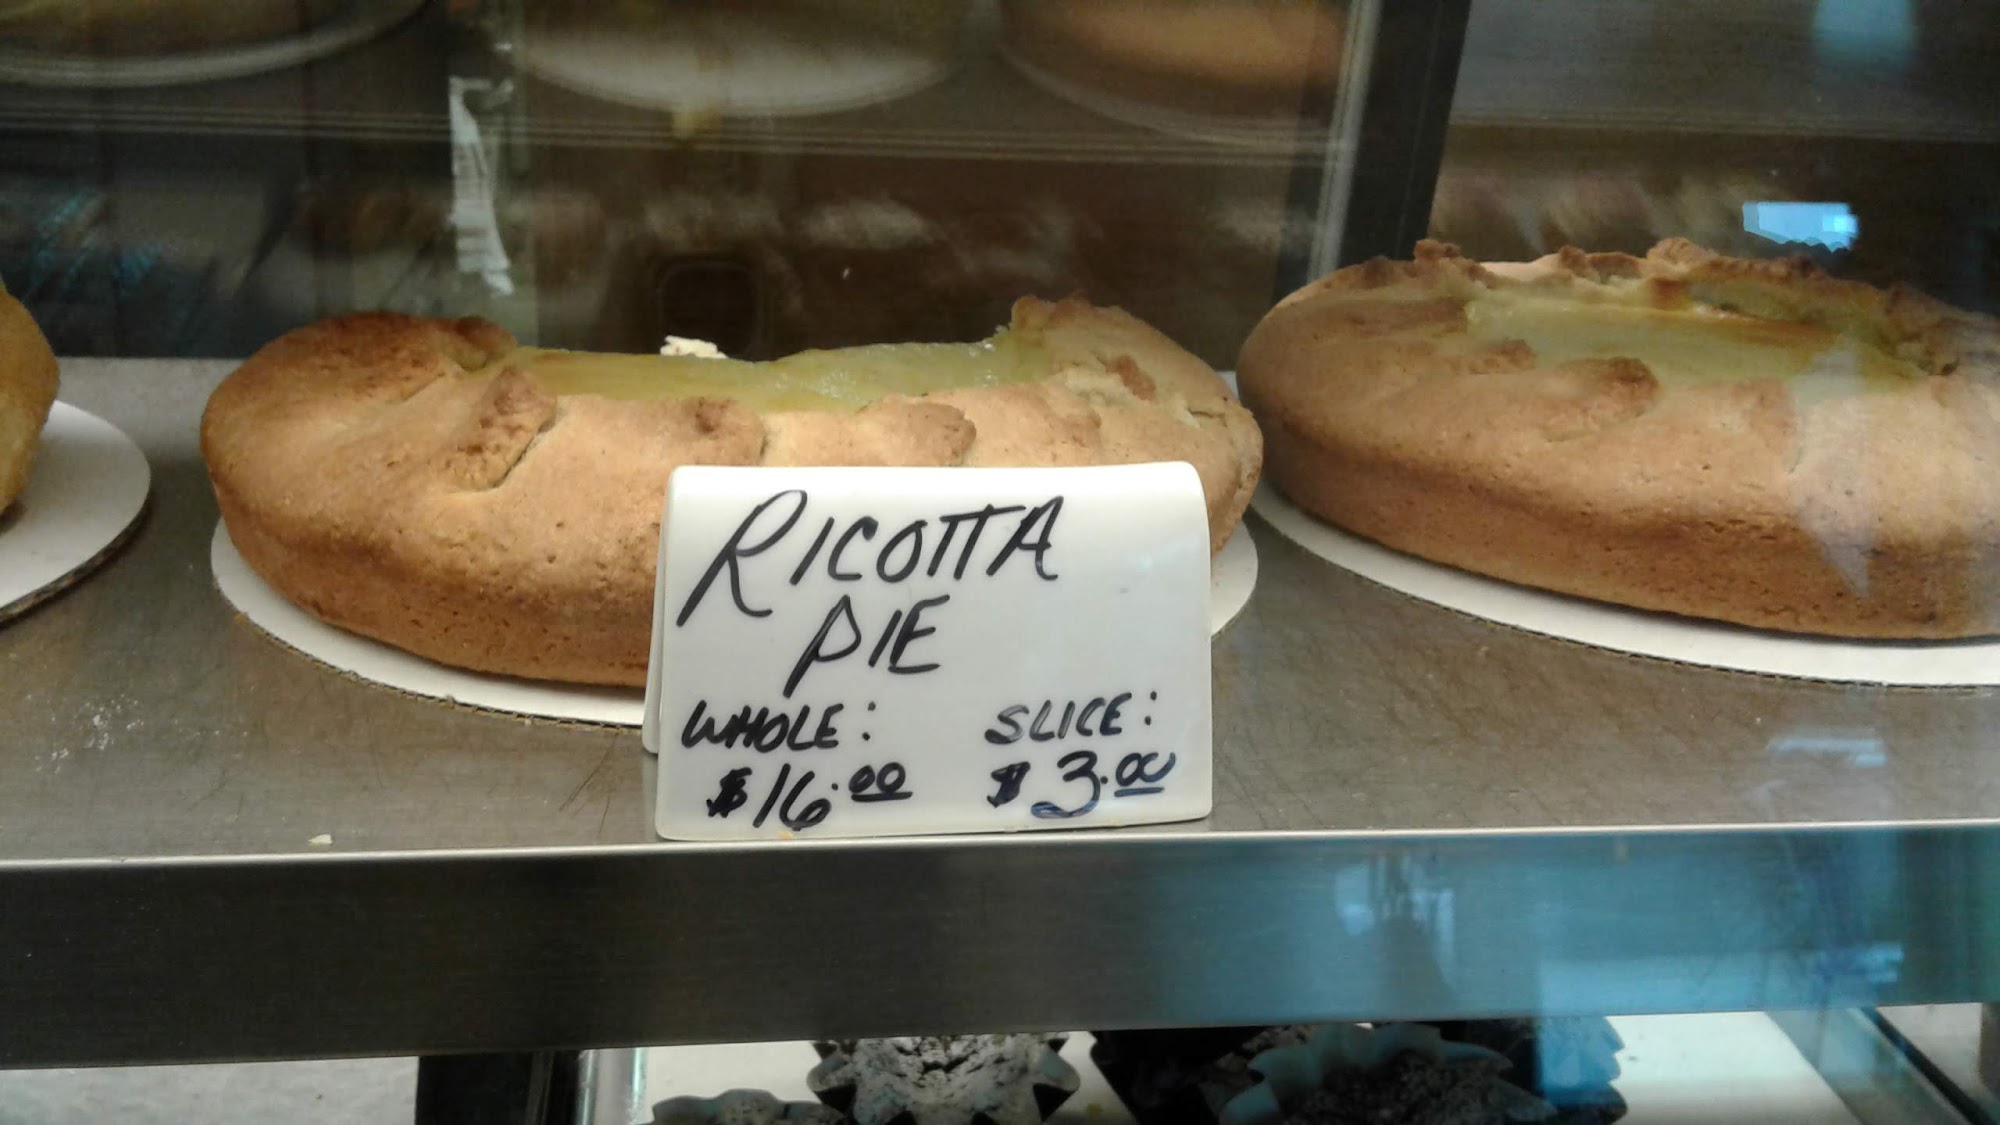 RICOTTA
PIE
WHOLE: SLICE:
$16.00 $3.00